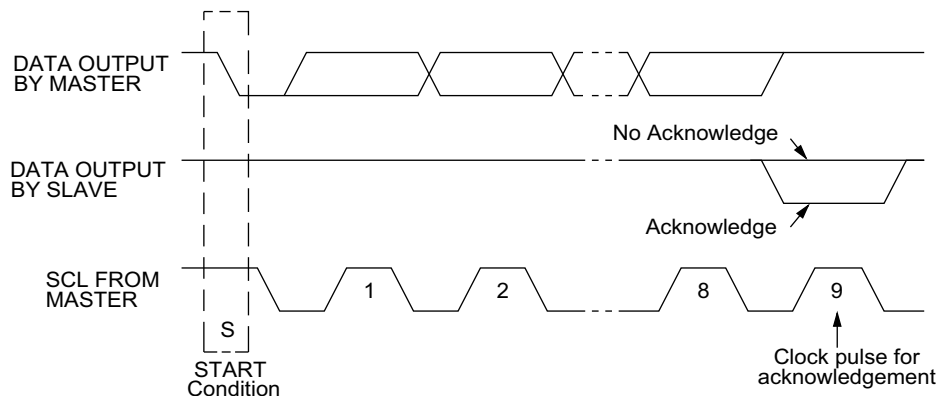 DATA OUTPUT
BY MASTER
No Acknowledge
DATA OUTPUT
BY SLAVE
Acknowledge
SCL FROM
MASTER
1
2
8
9
S
START
Condition
Clock pulse for
acknowledgement